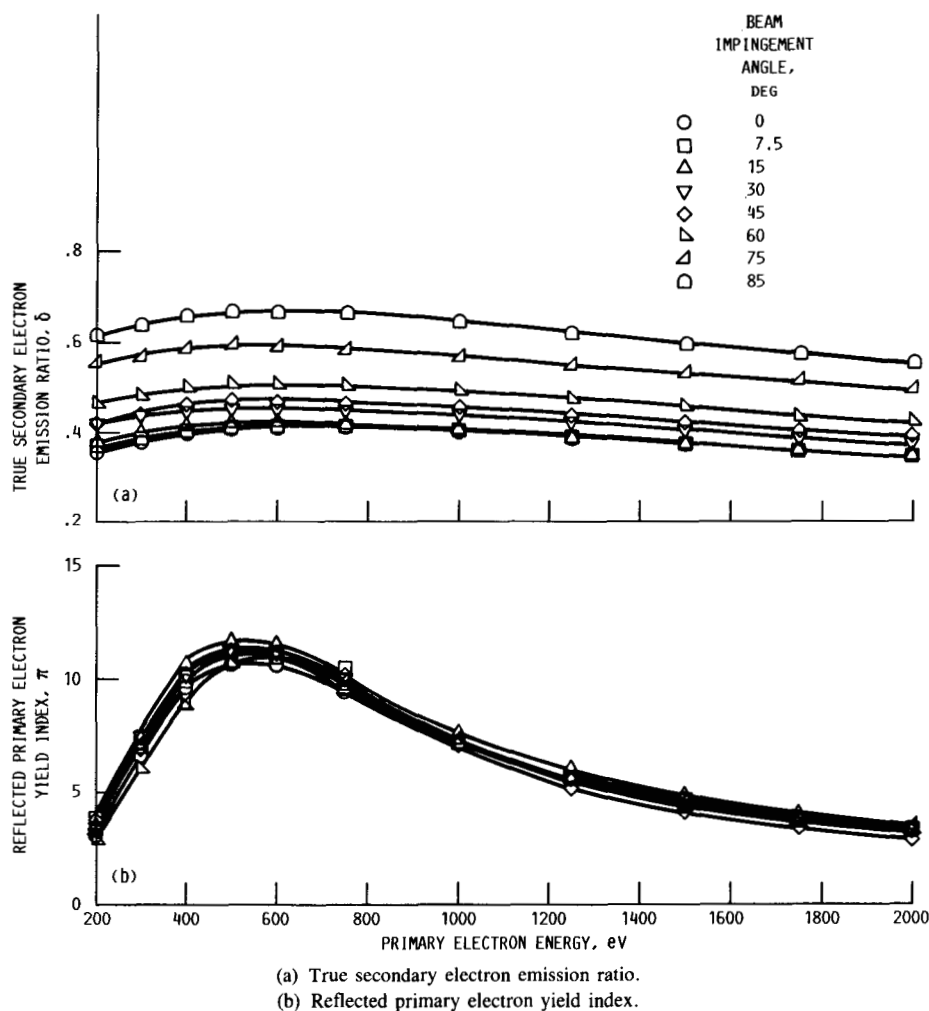 BEAM
IMPINGEMENT
ANGLE,
DEG
0
7.5
15
30
45
60
75
85
TRUE SECONDARY ELECTRON
EMISSION RATIO, δ
.8
.6
.4
.2
(a)
REFLECTED PRIMARY ELECTRON
YIELD INDEX, π
15
10
5
0
(b)
200 400 600 800 1000 1200 1400 1600 1800 2000
PRIMARY ELECTRON ENERGY, eV
(a) True secondary electron emission ratio.
(b) Reflected primary electron yield index.